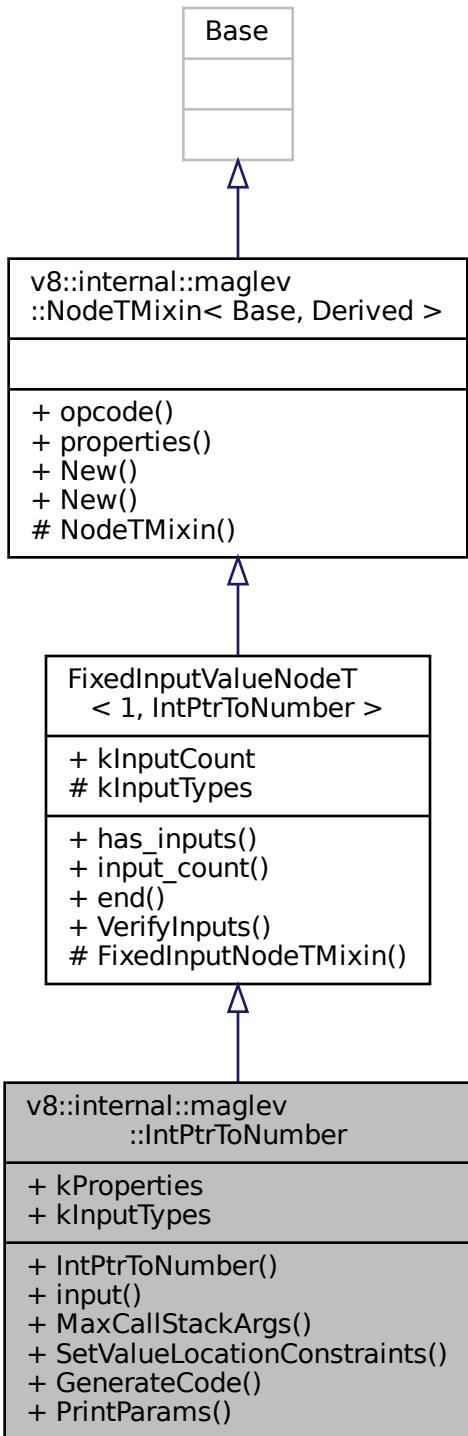 Base
v8::internal::maglev
::NodeTMixin< Base, Derived >
+ opcode()
+ properties()
+ New()
+ New()
# NodeTMixin()
FixedInputValueNodeT
< 1, IntPtrToNumber >
+ kInputCount
# kInputTypes
+ has_inputs()
+ input_count()
+ end()
+ VerifyInputs()
# FixedInputNodeTMixin()
v8::internal::maglev
::IntPtrToNumber
+ kProperties
+ kInputTypes
+ IntPtrToNumber()
+ input()
+ MaxCallStackArgs()
+ SetValueLocationConstraints()
+ GenerateCode()
+ PrintParams()